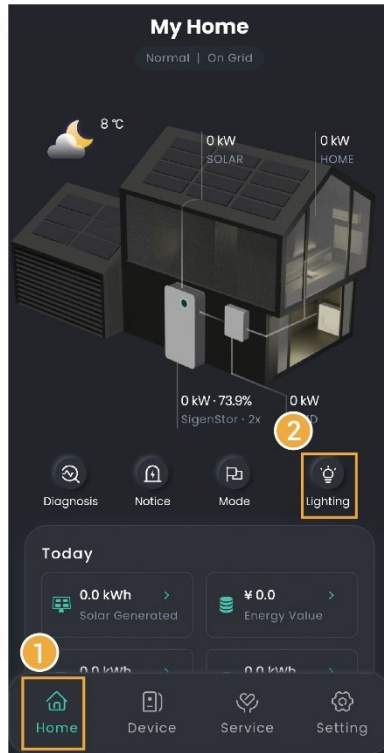 My Home
Normal | On Grid
8 ℃
0 kW
SOLAR
0 kW
HOME
0 kW · 73.9%
SigenStor · 2x
0 kW
2
Diagnosis
Notice
Mode
Lighting
Today
0.0 kWh
Solar Generated
¥ 0.0
Energy Value
1
Home
Device
Service
Setting